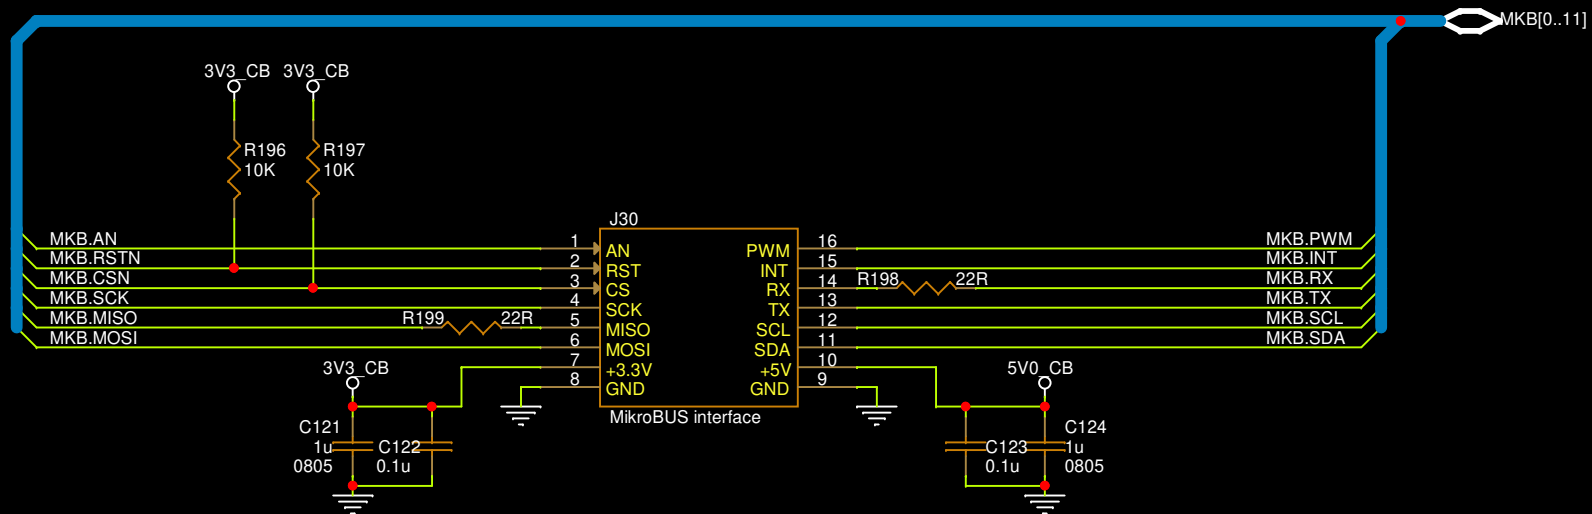 MKB[0..11]
3V3_CB 3V3_CB
R196
10K
R197
10K
J30
MKB.AN
MKB.RSTN
MKB.CSN
MKB.SCK
MKB.MISO
MKB.MOSI
R199 22R
1
2
3
4
5
6
7
8
AN
RST
CS
SCK
MISO
MOSI
+3.3V
GND
PWM
INT
RX
TX
SCL
SDA
+5V
GND
16
15
14
13
12
11
10
9
R198 22R
MKB.PWM
MKB.INT
MKB.RX
MKB.TX
MKB.SCL
MKB.SDA
MikroBUS interface
3V3_CB
C121
1u
0805
C122
0.1u
5V0_CB
C123
0.1u
C124
1u
0805